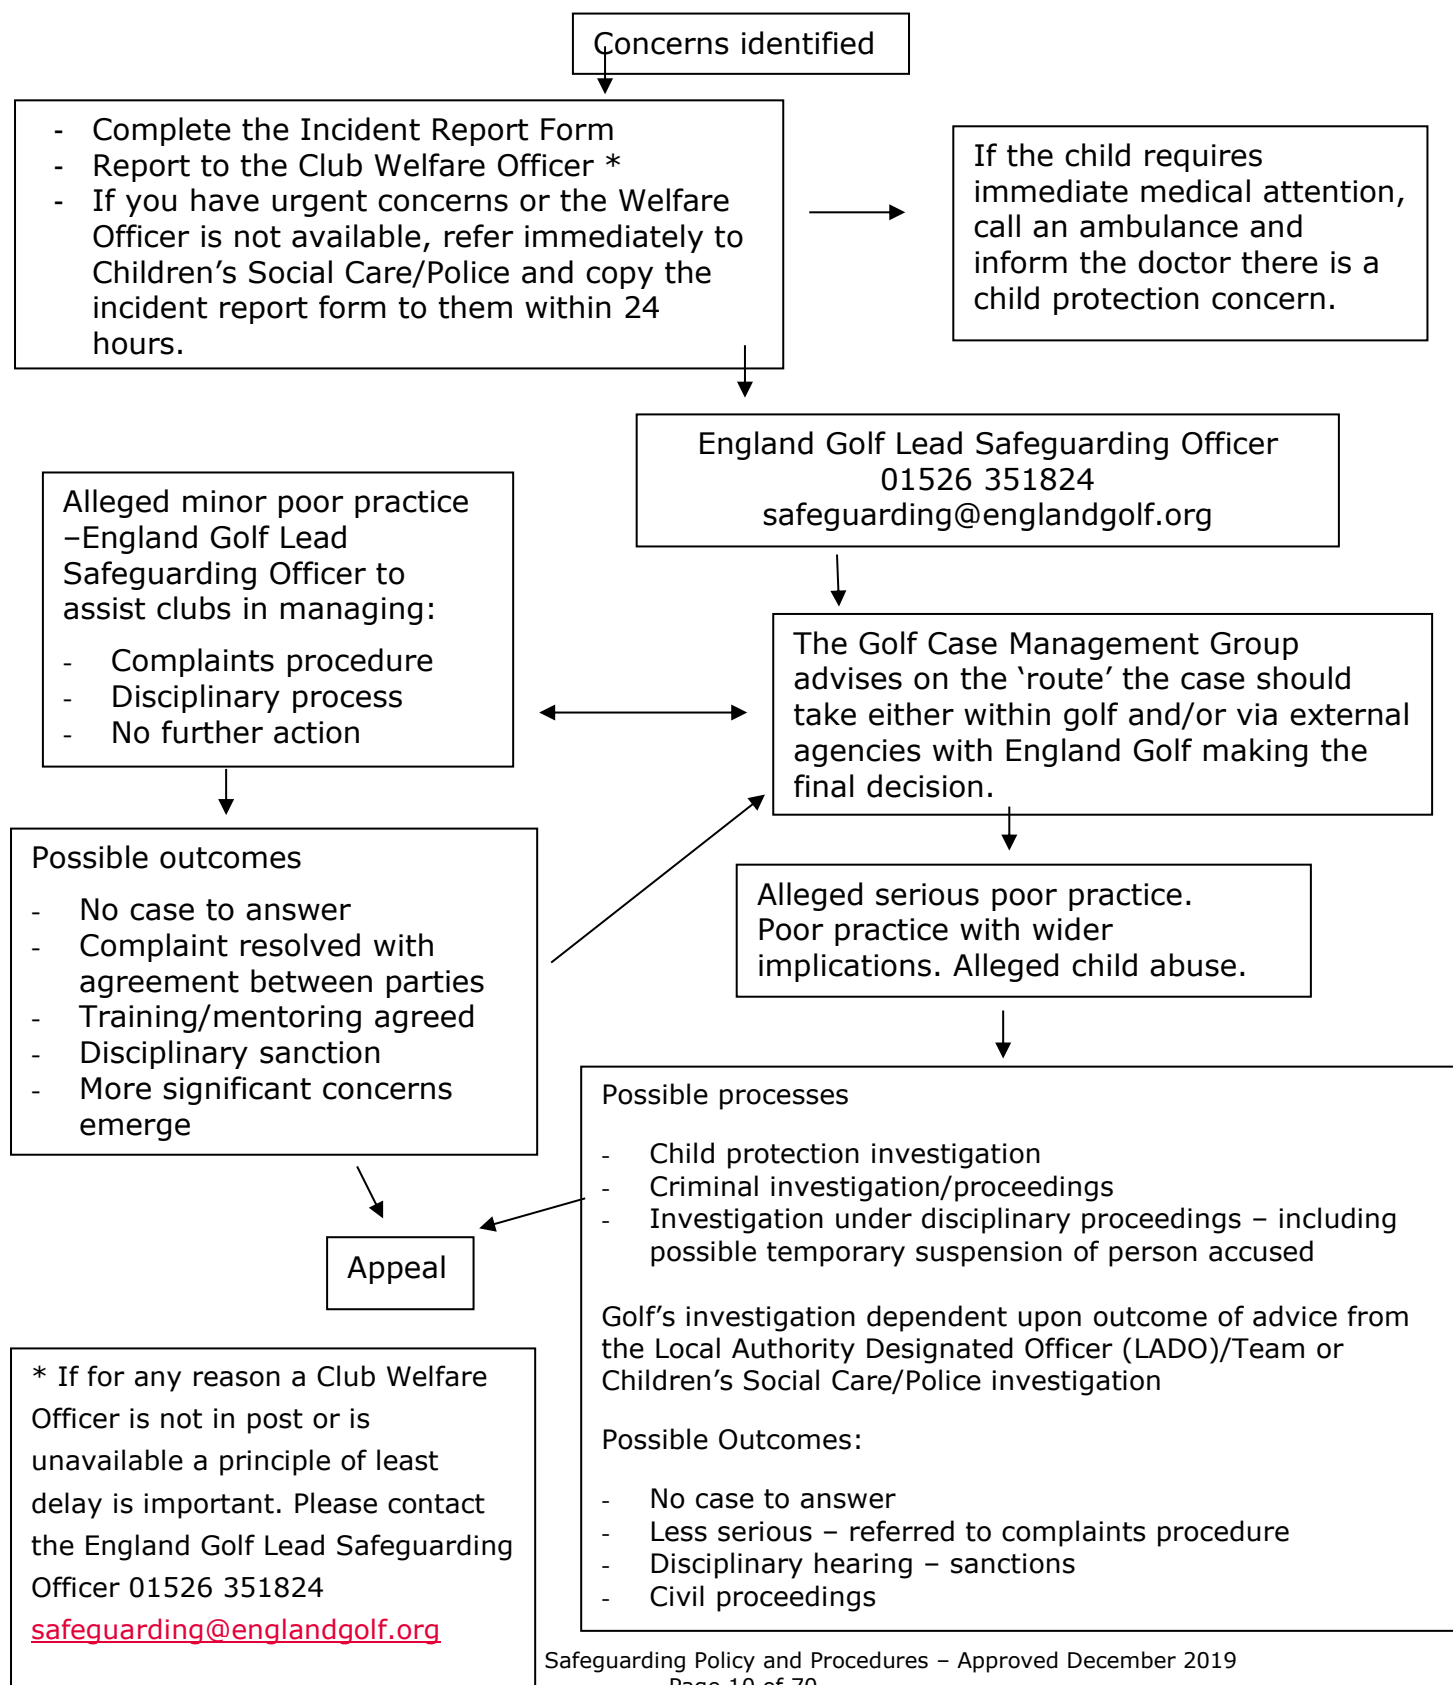 Concerns identified
- Complete the Incident Report Form
- Report to the Club Welfare Officer *
- If you have urgent concerns or the Welfare
Officer is not available, refer immediately to
Children’s Social Care/Police and copy the
incident report form to them within 24
hours.
If the child requires
immediate medical attention,
call an ambulance and
inform the doctor there is a
child protection concern.
England Golf Lead Safeguarding Officer
01526 351824
safeguarding@englandgolf.org
Alleged minor poor practice
–England Golf Lead
Safeguarding Officer to
assist clubs in managing:
- Complaints procedure
- Disciplinary process
- No further action
The Golf Case Management Group
advises on the ‘route’ the case should
take either within golf and/or via external
agencies with England Golf making the
final decision.
Possible outcomes
- No case to answer
- Complaint resolved with
agreement between parties
- Training/mentoring agreed
- Disciplinary sanction
- More significant concerns
emerge
Alleged serious poor practice.
Poor practice with wider
implications. Alleged child abuse.
Possible processes
- Child protection investigation
- Criminal investigation/proceedings
- Investigation under disciplinary proceedings – including
possible temporary suspension of person accused
Golf’s investigation dependent upon outcome of advice from
the Local Authority Designated Officer (LADO)/Team or
Children’s Social Care/Police investigation
Possible Outcomes:
- No case to answer
- Less serious – referred to complaints procedure
- Disciplinary hearing – sanctions
- Civil proceedings
Appeal
* If for any reason a Club Welfare
Officer is not in post or is
unavailable a principle of least
delay is important. Please contact
the England Golf Lead Safeguarding
Officer 01526 351824
safeguarding@englandgolf.org
Safeguarding Policy and Procedures – Approved December 2019
Page 10 of 70